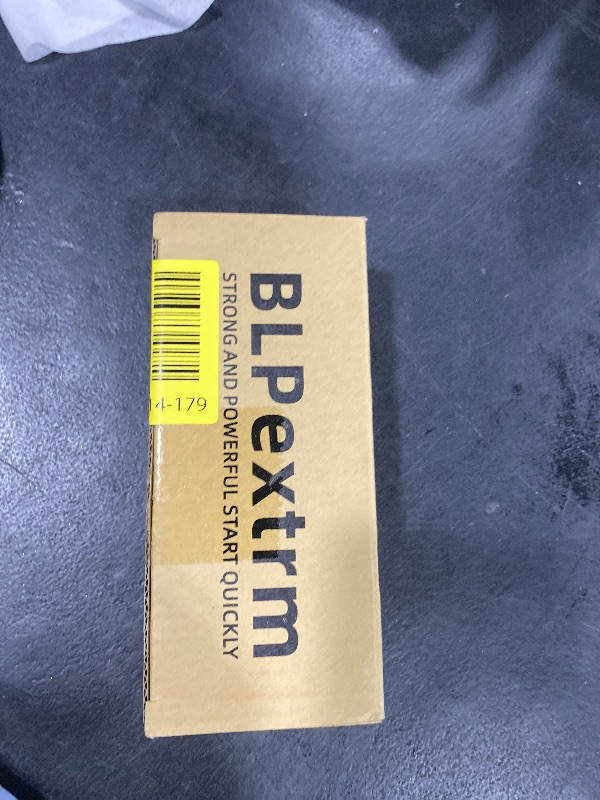 BLPextrm
STRONG AND POWERFUL START QUICKLY
14-179